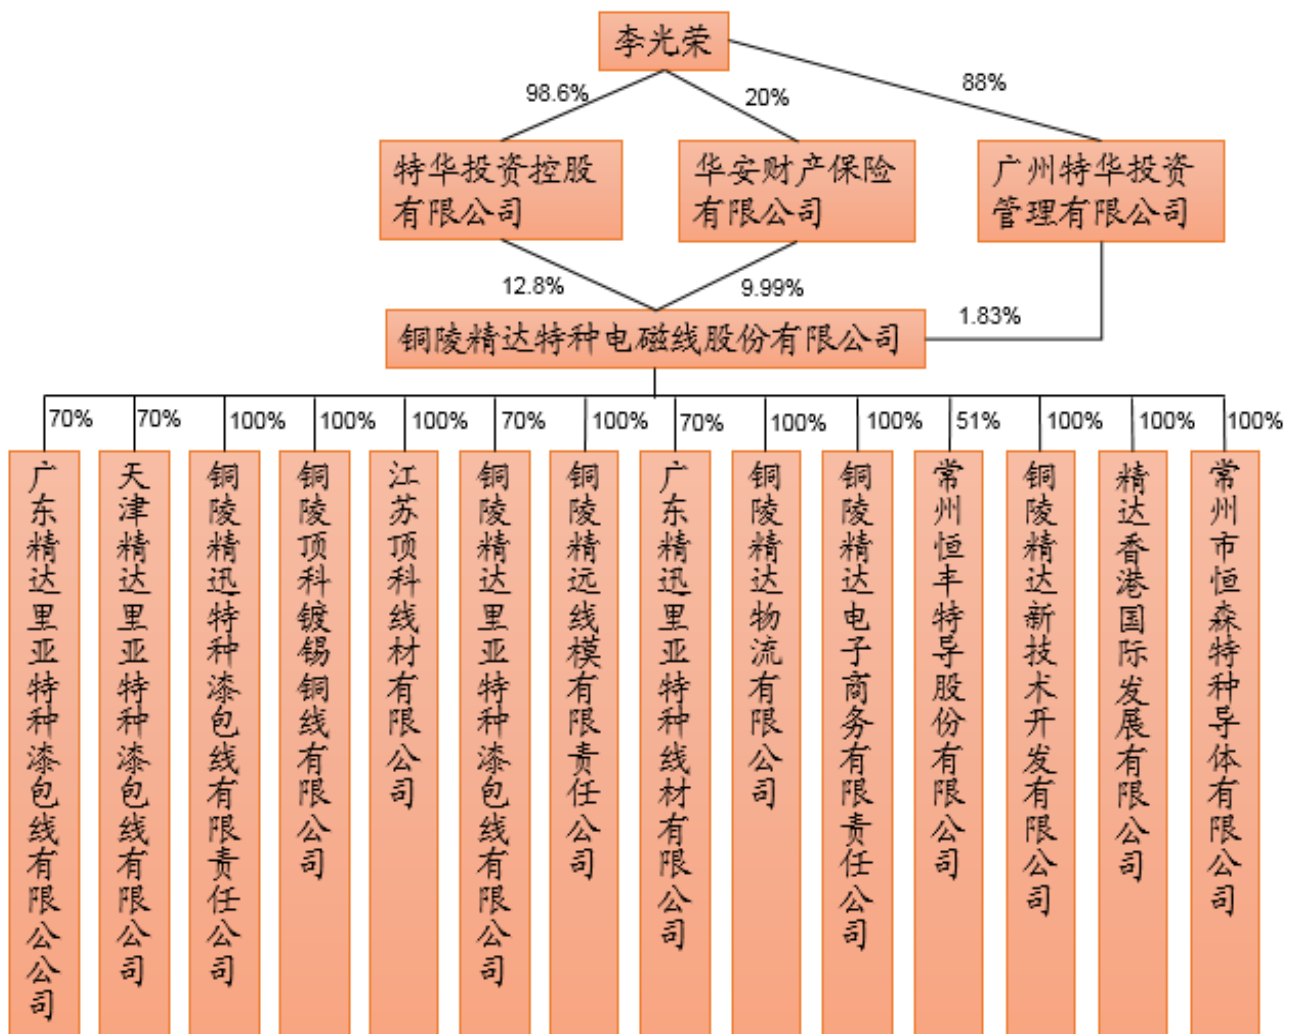 李光荣
98.6%
20%
88%
特华投资控股
有限公司
华安财产保险
有限公司
广州特华投资
管理有限公司
12.8%
9.99%
1.83%
铜陵精达特种电磁线股份有限公司
70%
70%
100%
100%
100%
70%
100%
70%
100%
100%
51%
100%
100%
100%
广东精达里亚特种漆包线有限公公司
天津精达里亚特种漆包线有限公司
铜陵精迅特种漆包线有限责任公司
铜陵顶科镀锡铜线有限公司
江苏顶科线材有限公司
铜陵精达里亚特种漆包线有限公司
铜陵精远线模有限责任公司
广东精迅里亚特种线材有限公司
铜陵精达物流有限公司
铜陵精达电子商务有限责任公司
常州恒丰特导股份有限公司
铜陵精达新技术开发有限公司
精达香港国际发展有限公司
常州市恒森特种导体有限公司